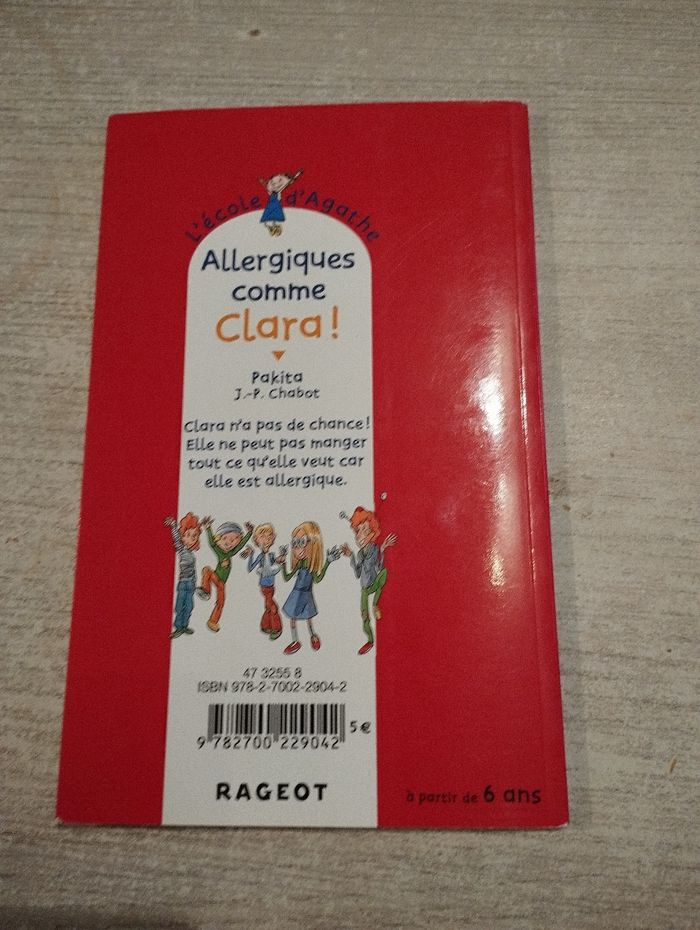 L'école d'Agathe
Allergiques
comme
Clara !
Pakita
J.-P. Chabot
Clara n'a pas de chance !
Elle ne peut pas manger
tout ce qu'elle veut car
elle est allergique.
47 3255 8
ISBN 978-2-7002-2904-2
5 €
9 782700 229042
RAGEOT
à partir de 6 ans